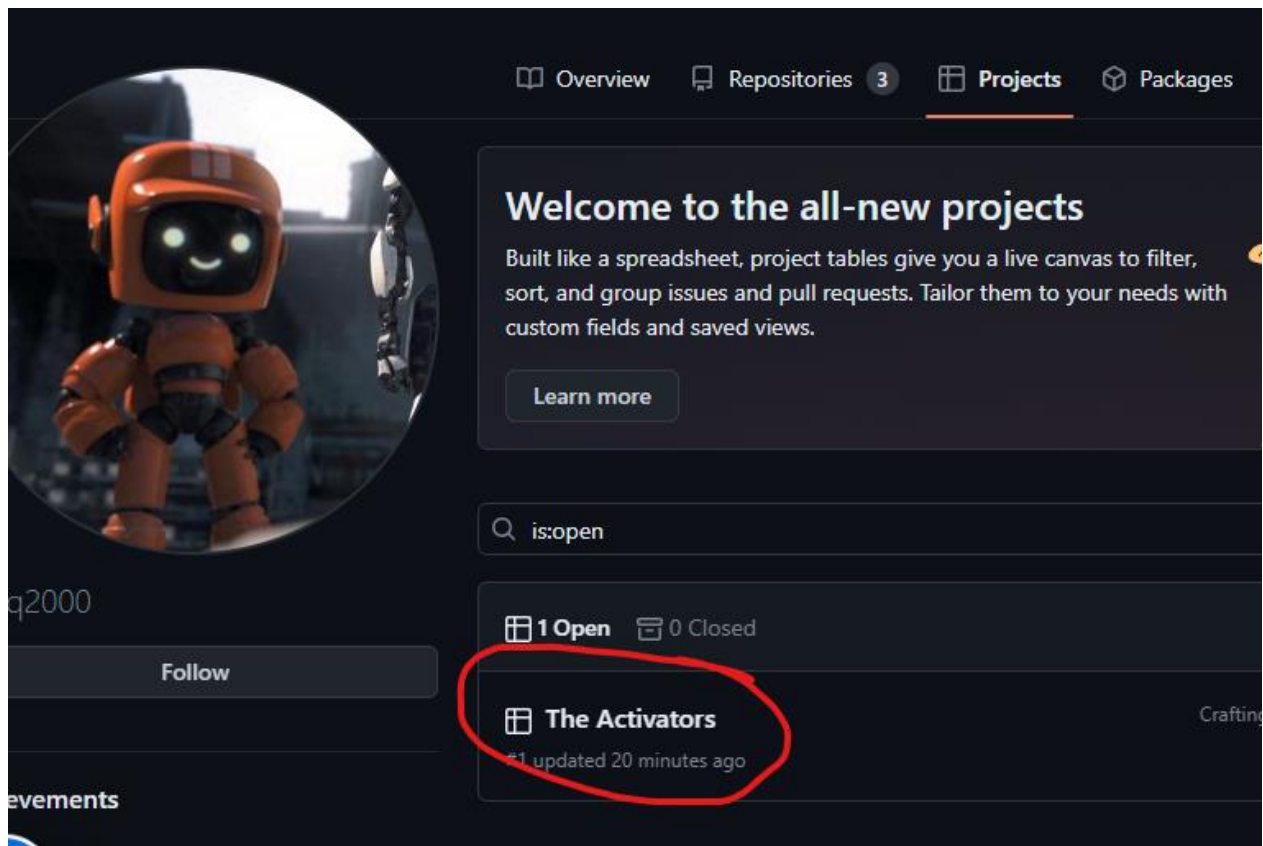 Overview Repositories 3 Projects Packages
Welcome to the all-new projects
Built like a spreadsheet, project tables give you a live canvas to filter,
sort, and group issues and pull requests. Tailor them to your needs with
custom fields and saved views.
Learn more
is:open
q2000
1 Open 0 Closed
Follow
The Activators
Crafting
#1 updated 20 minutes ago
evements